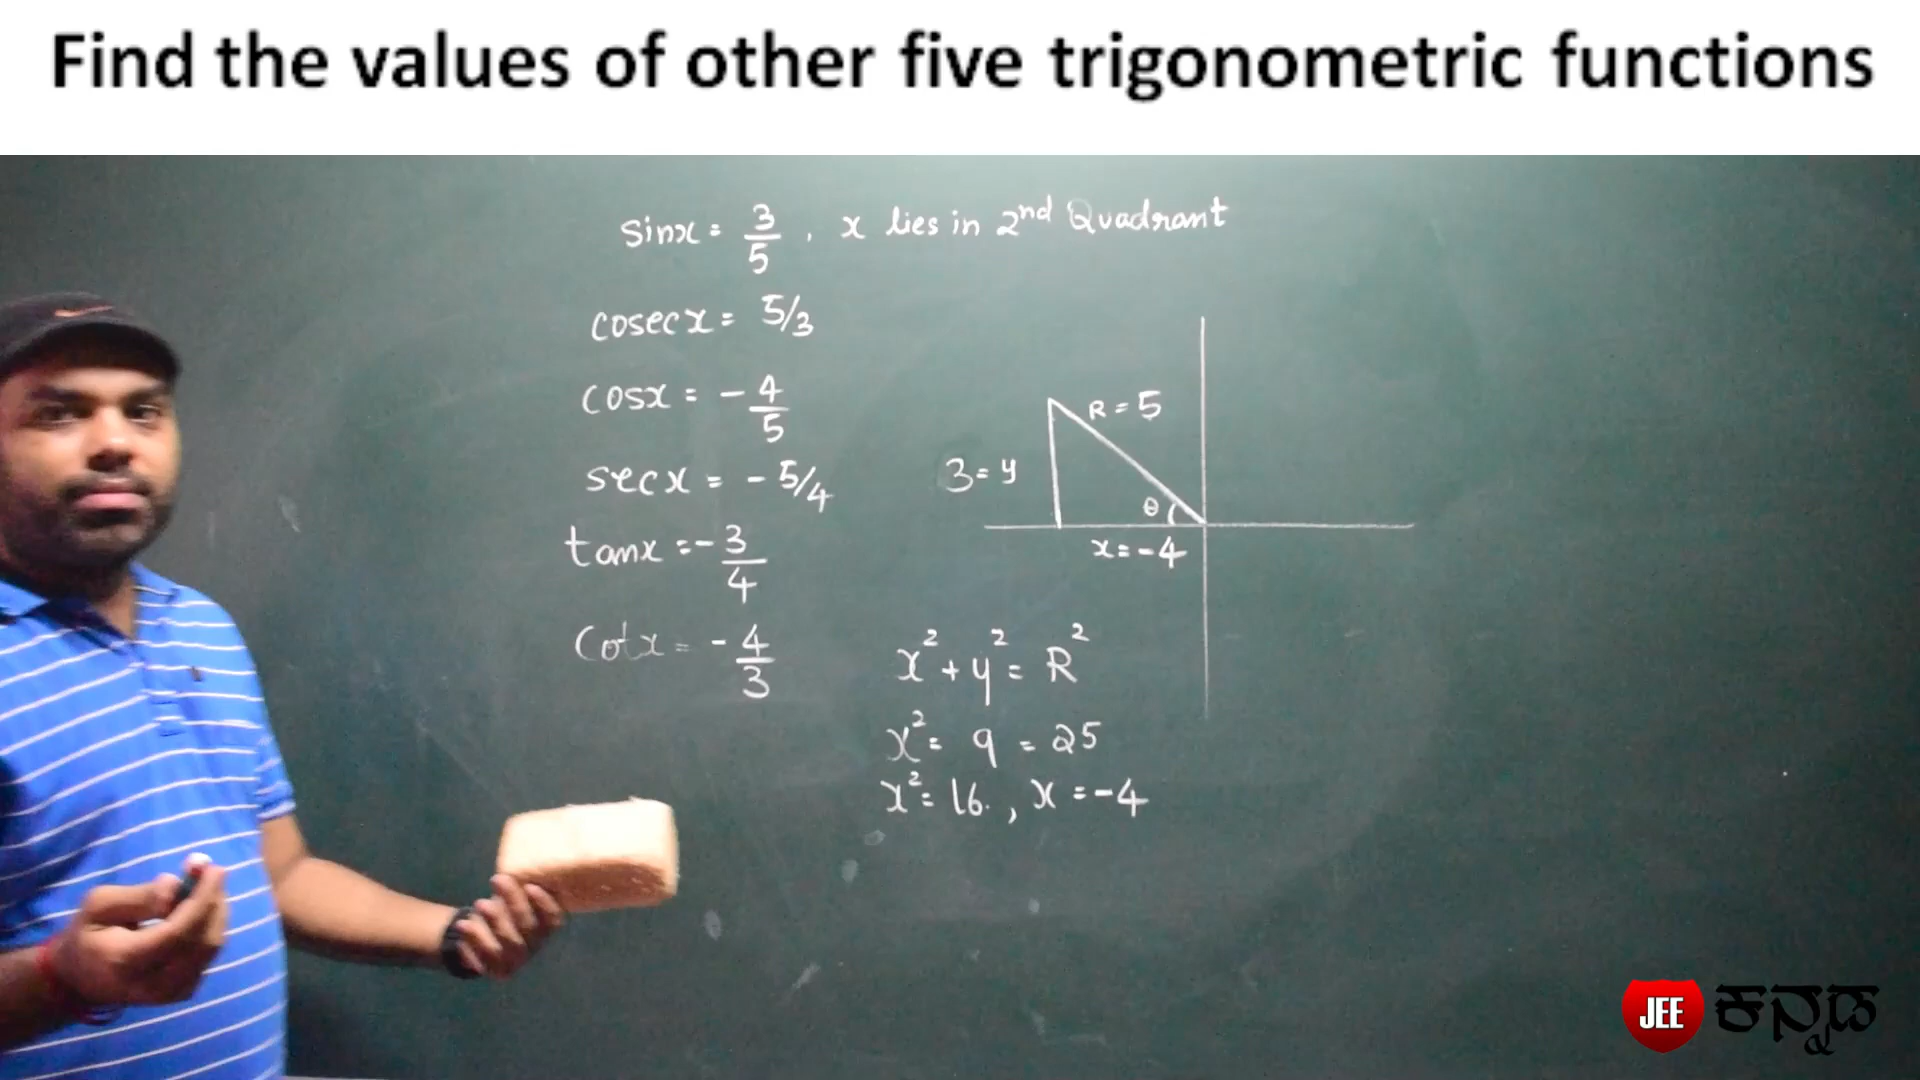 Find the values of other five trigonometric functions
sinx = 3/5 , x lies in 2nd Quadrant
cosecx = 5/3
cosx = - 4/5
secx = - 5/4
tanx = - 3/4
cotx = - 4/3
R = 5
3 = y
θ
x = -4
x² + y² = R²
x² = 9 = 25
x² = 16. , x = -4
JEE ಕನ್ನಡ